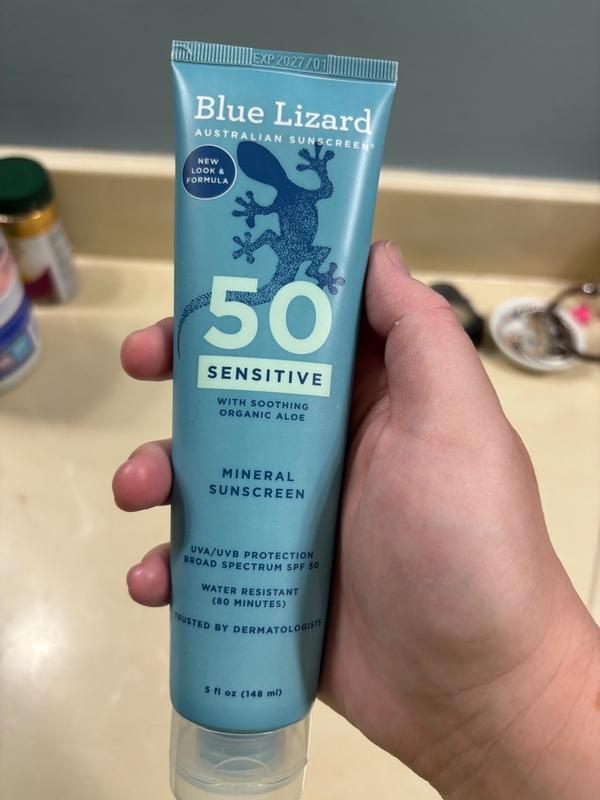 EXP 2027/01
Blue Lizard
AUSTRALIAN SUNSCREEN®
NEW
LOOK &
FORMULA
50
SENSITIVE
WITH SOOTHING
ORGANIC ALOE
MINERAL
SUNSCREEN
UVA/UVB PROTECTION
BROAD SPECTRUM SPF 50
WATER RESISTANT
(80 MINUTES)
TRUSTED BY DERMATOLOGISTS
5 fl oz (148 ml)